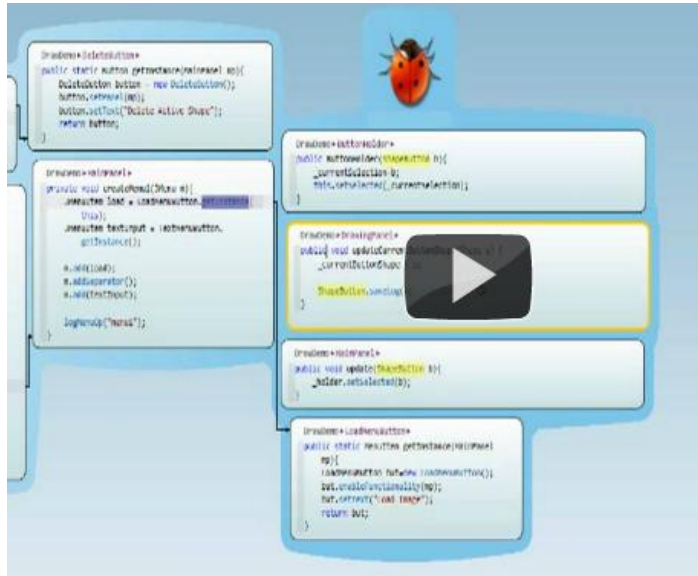 DrawDemo▸DeleteButton▸
public static Button getInstance(MainPanel mp){
DeleteButton button = new DeleteButton();
button.setPanel(mp);
button.setText("Delete Active Shape");
return button;
}
DrawDemo▸MainPanel▸
private void createMenu1(JMenu m){
JMenuItem load = LoadMenuButton.getInstance(
this);
JMenuItem textInput = TextMenuButton.
getInstance();
m.add(load);
m.addSeparator();
m.add(textInput);
logMenuOp("menu1");
}
DrawDemo▸ButtonHolder▸
public ButtonHolder(ShapeButton b){
_currentSelection=b;
this.setSelected(_currentSelection);
}
DrawDemo▸DrawingPanel▸
public void
_currentButtonShape
ShapeButton.
}
DrawDemo▸MainPanel▸
public void update(ShapeButton b){
_holder.setSelected(b);
}
DrawDemo▸LoadMenuButton▸
public static MenuItem getInstance(MainPanel
mp){
LoadMenuButton but=new LoadMenuButton();
but.enableFunctionality(mp);
but.setText("Load Image");
return but;
}